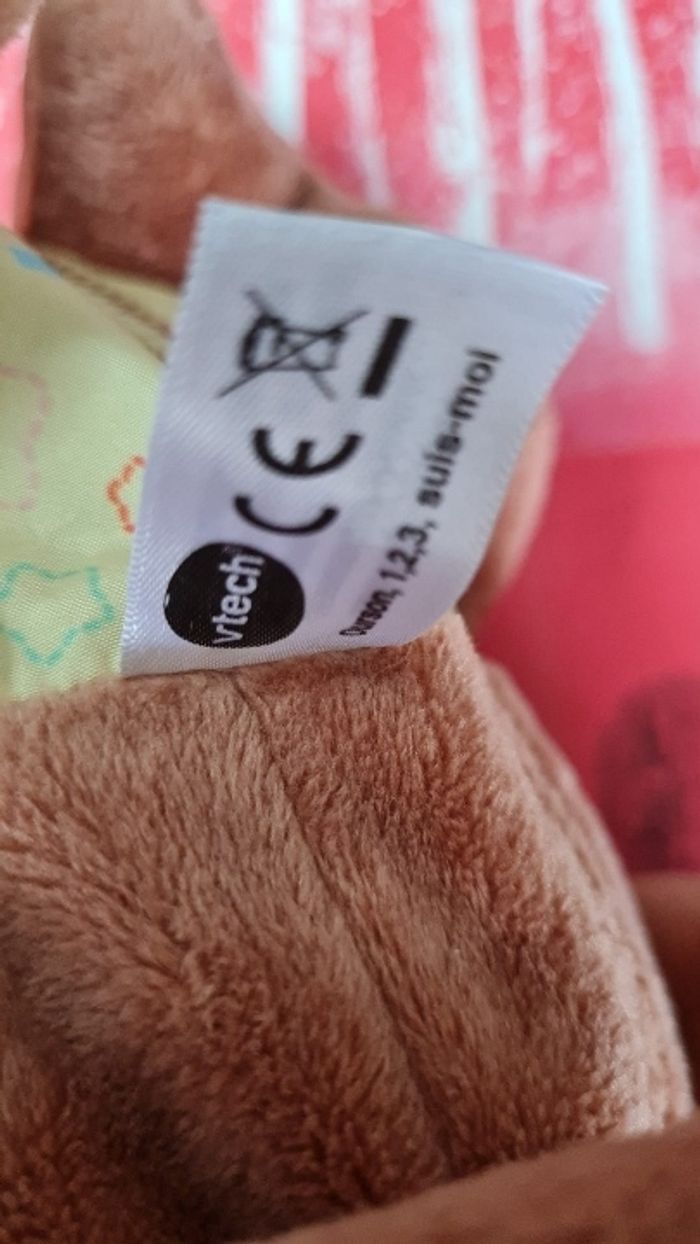 vtech
CE
Ourson, 1,2,3, suis-moi